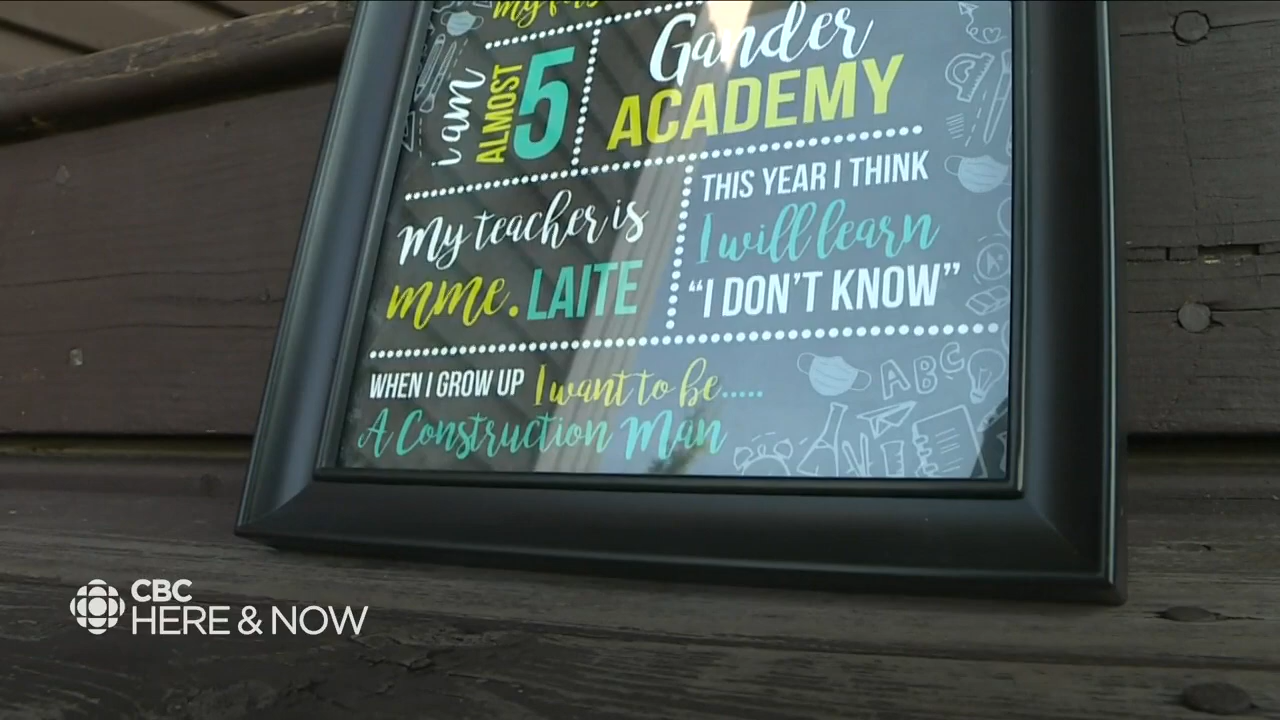 my
i am
ALMOST
5
Gander
ACADEMY
My teacher is
mme. LAITE
THIS YEAR I THINK
I will learn
“I DON’T KNOW”
WHEN I GROW UP I want to be.....
A Construction Man
ABC
CBC
HERE & NOW